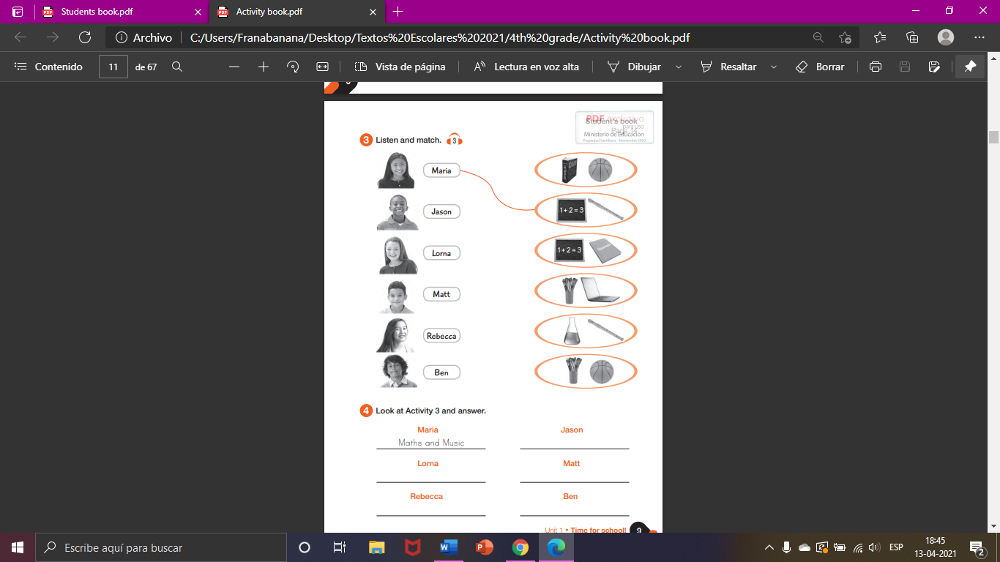 Students book.pdf
Activity book.pdf
Archivo
C:/Users/Franabanana/Desktop/Textos%20Escolares%202021/4th%20grade/Activity%20book.pdf
Contenido
11
de 67
Vista de página
Lectura en voz alta
Dibujar
Resaltar
Borrar
PDF exclusivo
Student's book
para uso
Page 14
Ministerio de Educación
Propiedad Santillana - Noviembre 2020
3 Listen and match. 3
Maria
1+2=3
Jason
1+2=3
Lorna
Matt
Rebecca
Ben
4 Look at Activity 3 and answer.
Maria
Jason
Maths and Music
Lorna
Matt
Rebecca
Ben
Unit 1 • Time for school!
9
Escribe aquí para buscar
ESP
18:45
13-04-2021
2